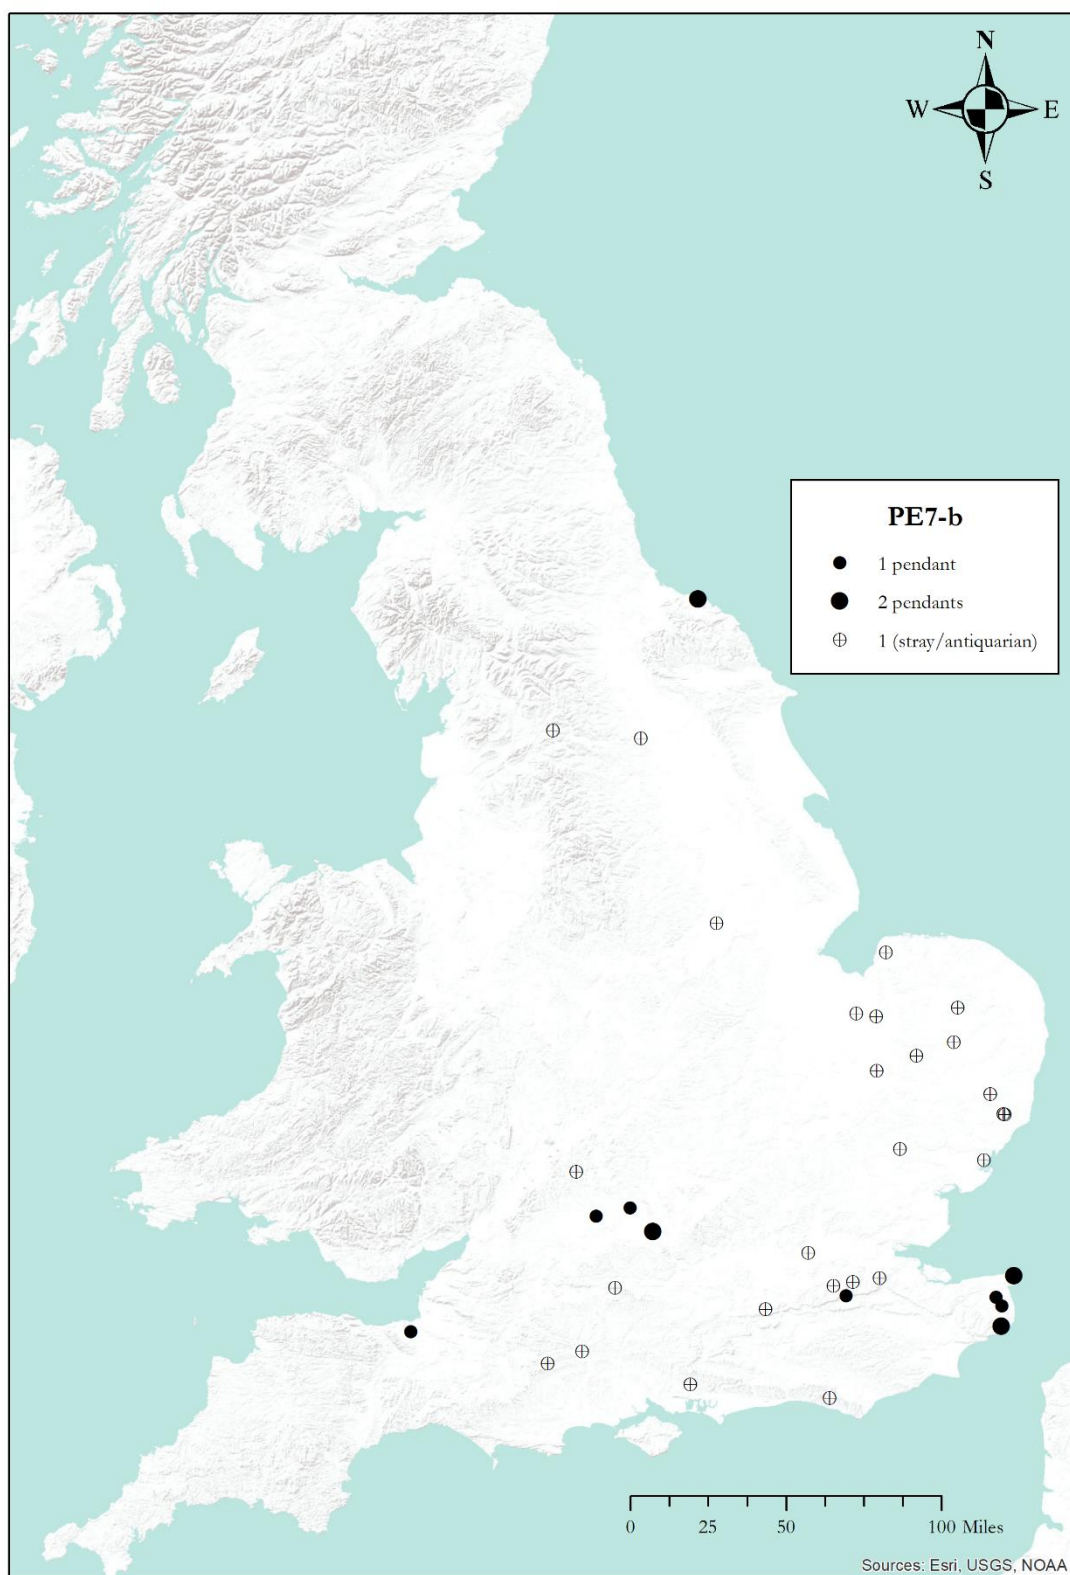 N
W E
S
PE7-b
1 pendant
2 pendants
1 (stray/antiquarian)
0 25 50 100 Miles
Sources: Esri, USGS, NOAA